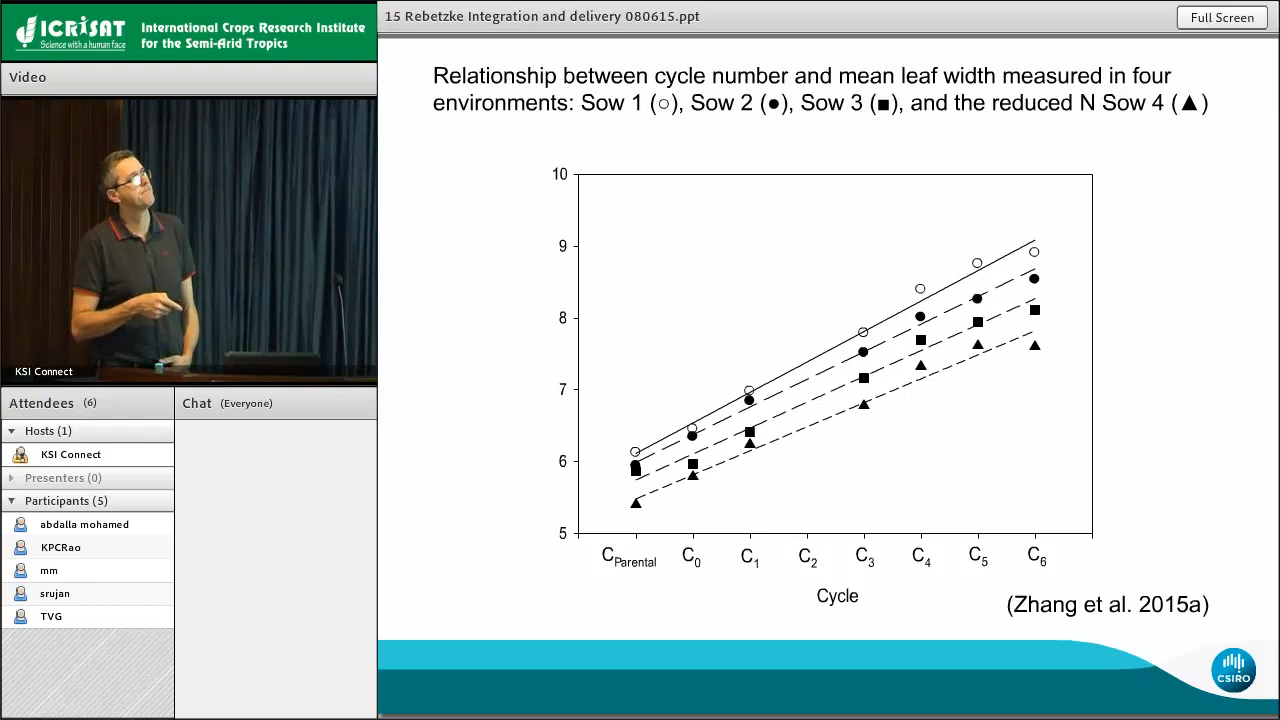 ICRISAT
Science with a human face
International Crops Research Institute
for the Semi-Arid Tropics
15 Rebetzke Integration and delivery 080615.ppt
Full Screen
Video
KSI Connect
Attendees (6)
Hosts (1)
KSI Connect
Presenters (0)
Participants (5)
abdalla mohamed
KPCRao
mm
srujan
TVG
Chat (Everyone)
Relationship between cycle number and mean leaf width measured in four
environments: Sow 1 (○), Sow 2 (●), Sow 3 (■), and the reduced N Sow 4 (▲)
10
9
8
7
6
5
CParental C0 C1 C2 C3 C4 C5 C6
Cycle
(Zhang et al. 2015a)
CSIRO